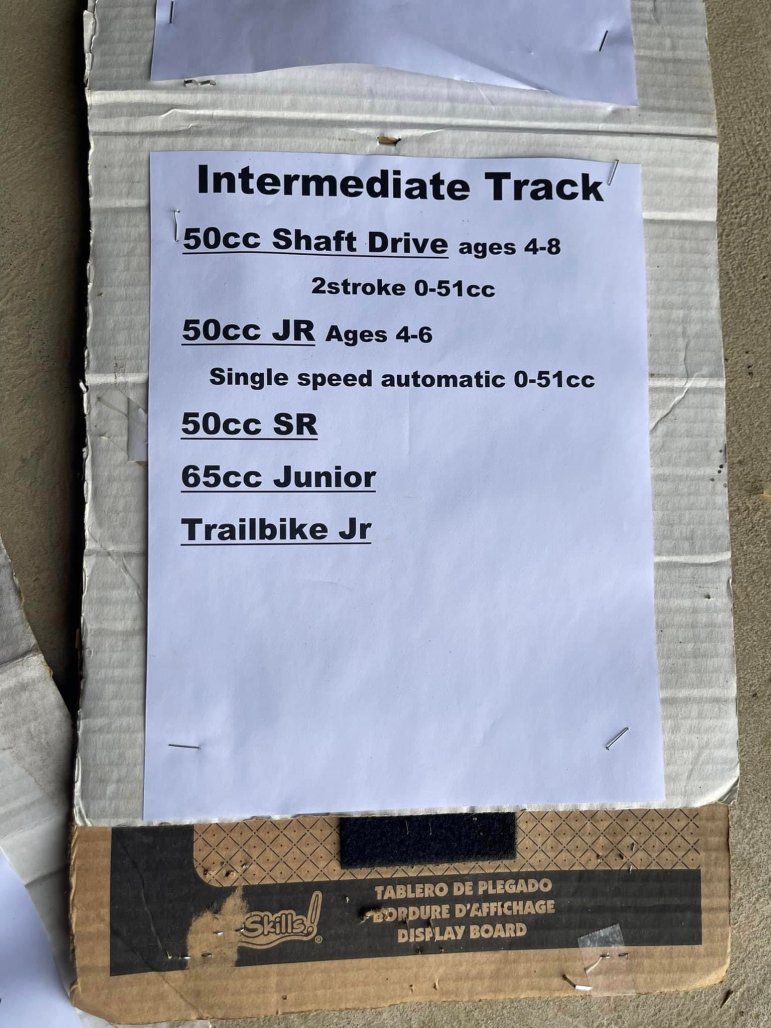 Intermediate Track
50cc Shaft Drive ages 4-8
2stroke 0-51cc
50cc JR Ages 4-6
Single speed automatic 0-51cc
50cc SR
65cc Junior
Trailbike Jr
Skills!®
TABLERO DE PLEGADO
BORDURE D'AFFICHAGE
DISPLAY BOARD